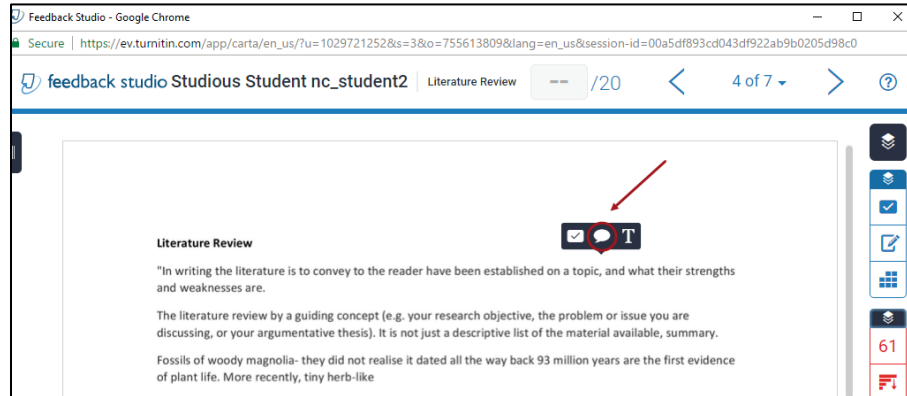 Feedback Studio - Google Chrome
Secure | https://ev.turnitin.com/app/carta/en_us/?u=1029721252&s=3&o=755613809&lang=en_us&session-id=00a5df893cd043df922ab9b0205d98c0
feedback studio Studious Student nc_student2 Literature Review -- /20 4 of 7 ?
T
Literature Review
"In writing the literature is to convey to the reader have been established on a topic, and what their strengths
and weaknesses are.
The literature review by a guiding concept (e.g. your research objective, the problem or issue you are
discussing, or your argumentative thesis). It is not just a descriptive list of the material available, summary.
61
Fossils of woody magnolia- they did not realise it dated all the way back 93 million years are the first evidence
of plant life. More recently, tiny herb-like